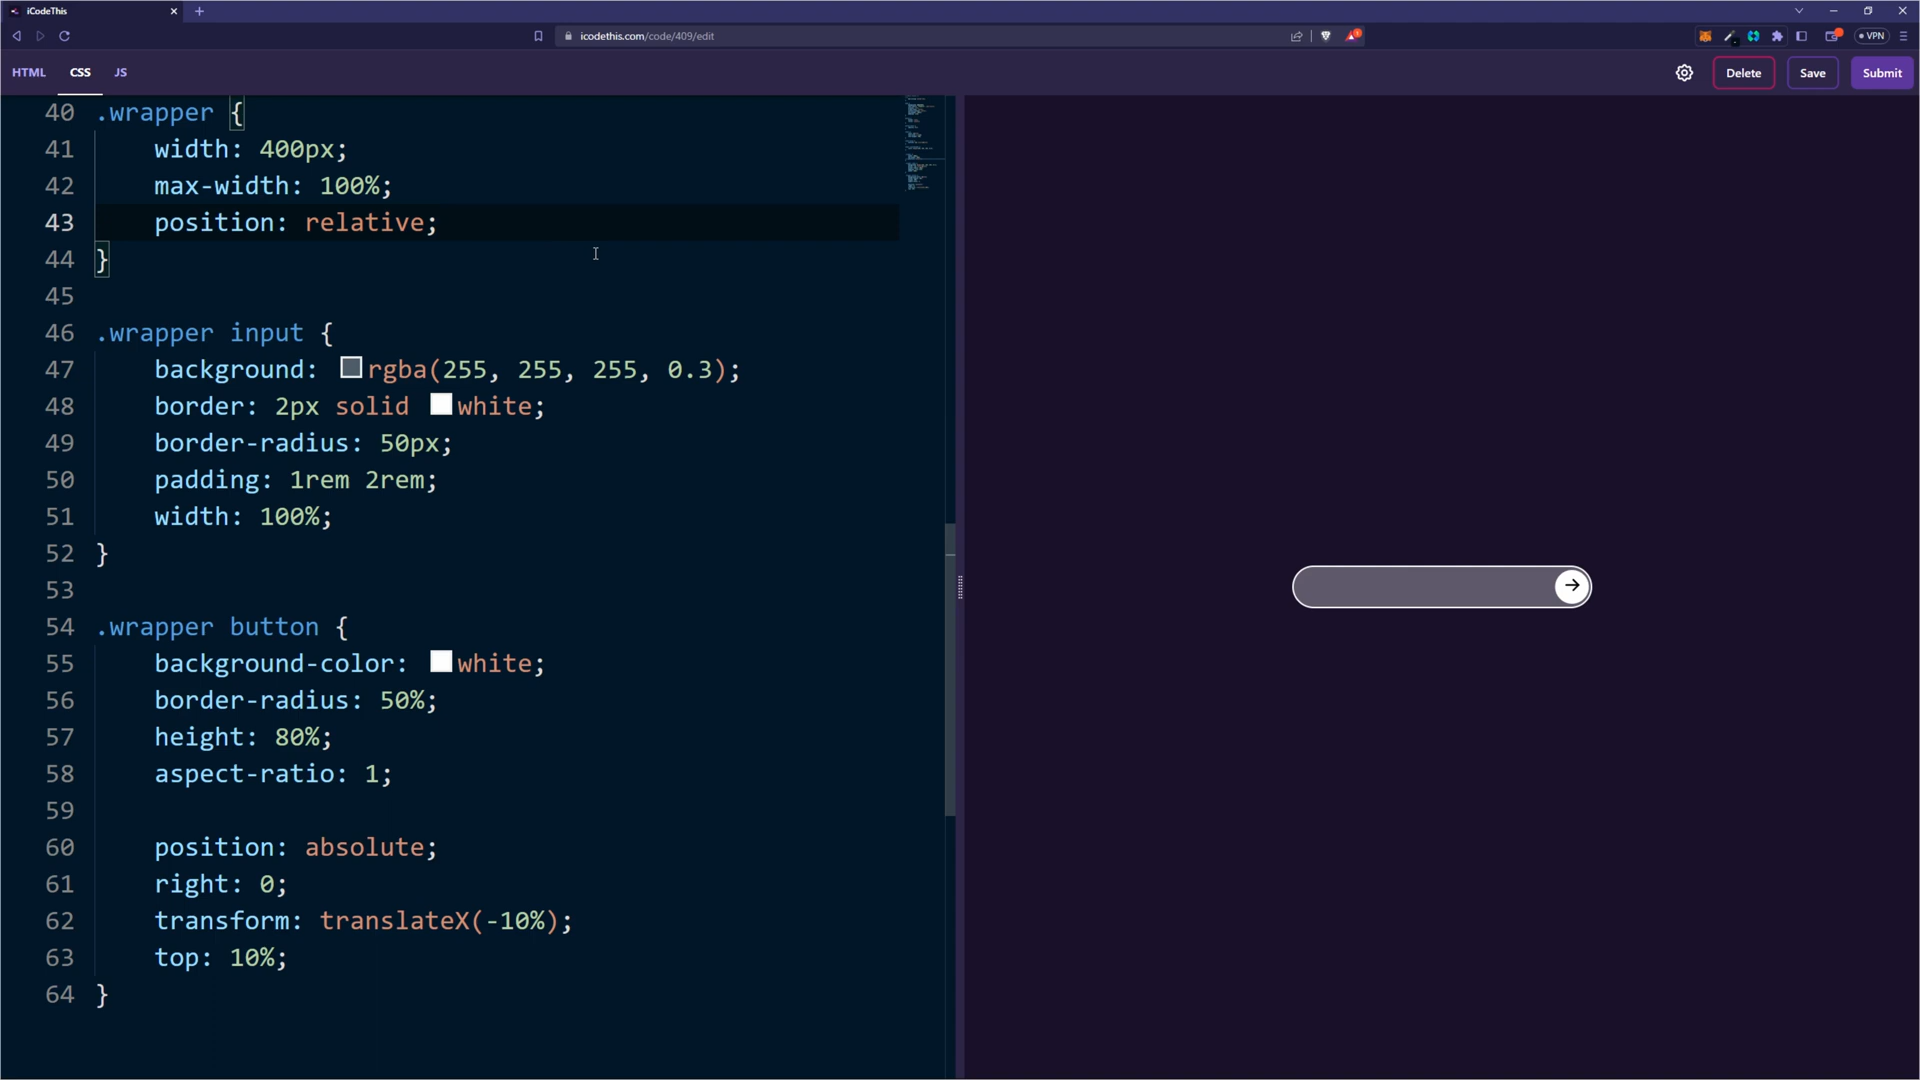 iCodeThis
icodethis.com/code/409/edit
VPN
HTML CSS JS
Delete Save Submit
40 .wrapper {
41 width: 400px;
42 max-width: 100%;
43 position: relative;
44 }
45
46 .wrapper input {
47 background: rgba(255, 255, 255, 0.3);
48 border: 2px solid white;
49 border-radius: 50px;
50 padding: 1rem 2rem;
51 width: 100%;
52 }
53
54 .wrapper button {
55 background-color: white;
56 border-radius: 50%;
57 height: 80%;
58 aspect-ratio: 1;
59
60 position: absolute;
61 right: 0;
62 transform: translateX(-10%);
63 top: 10%;
64 }